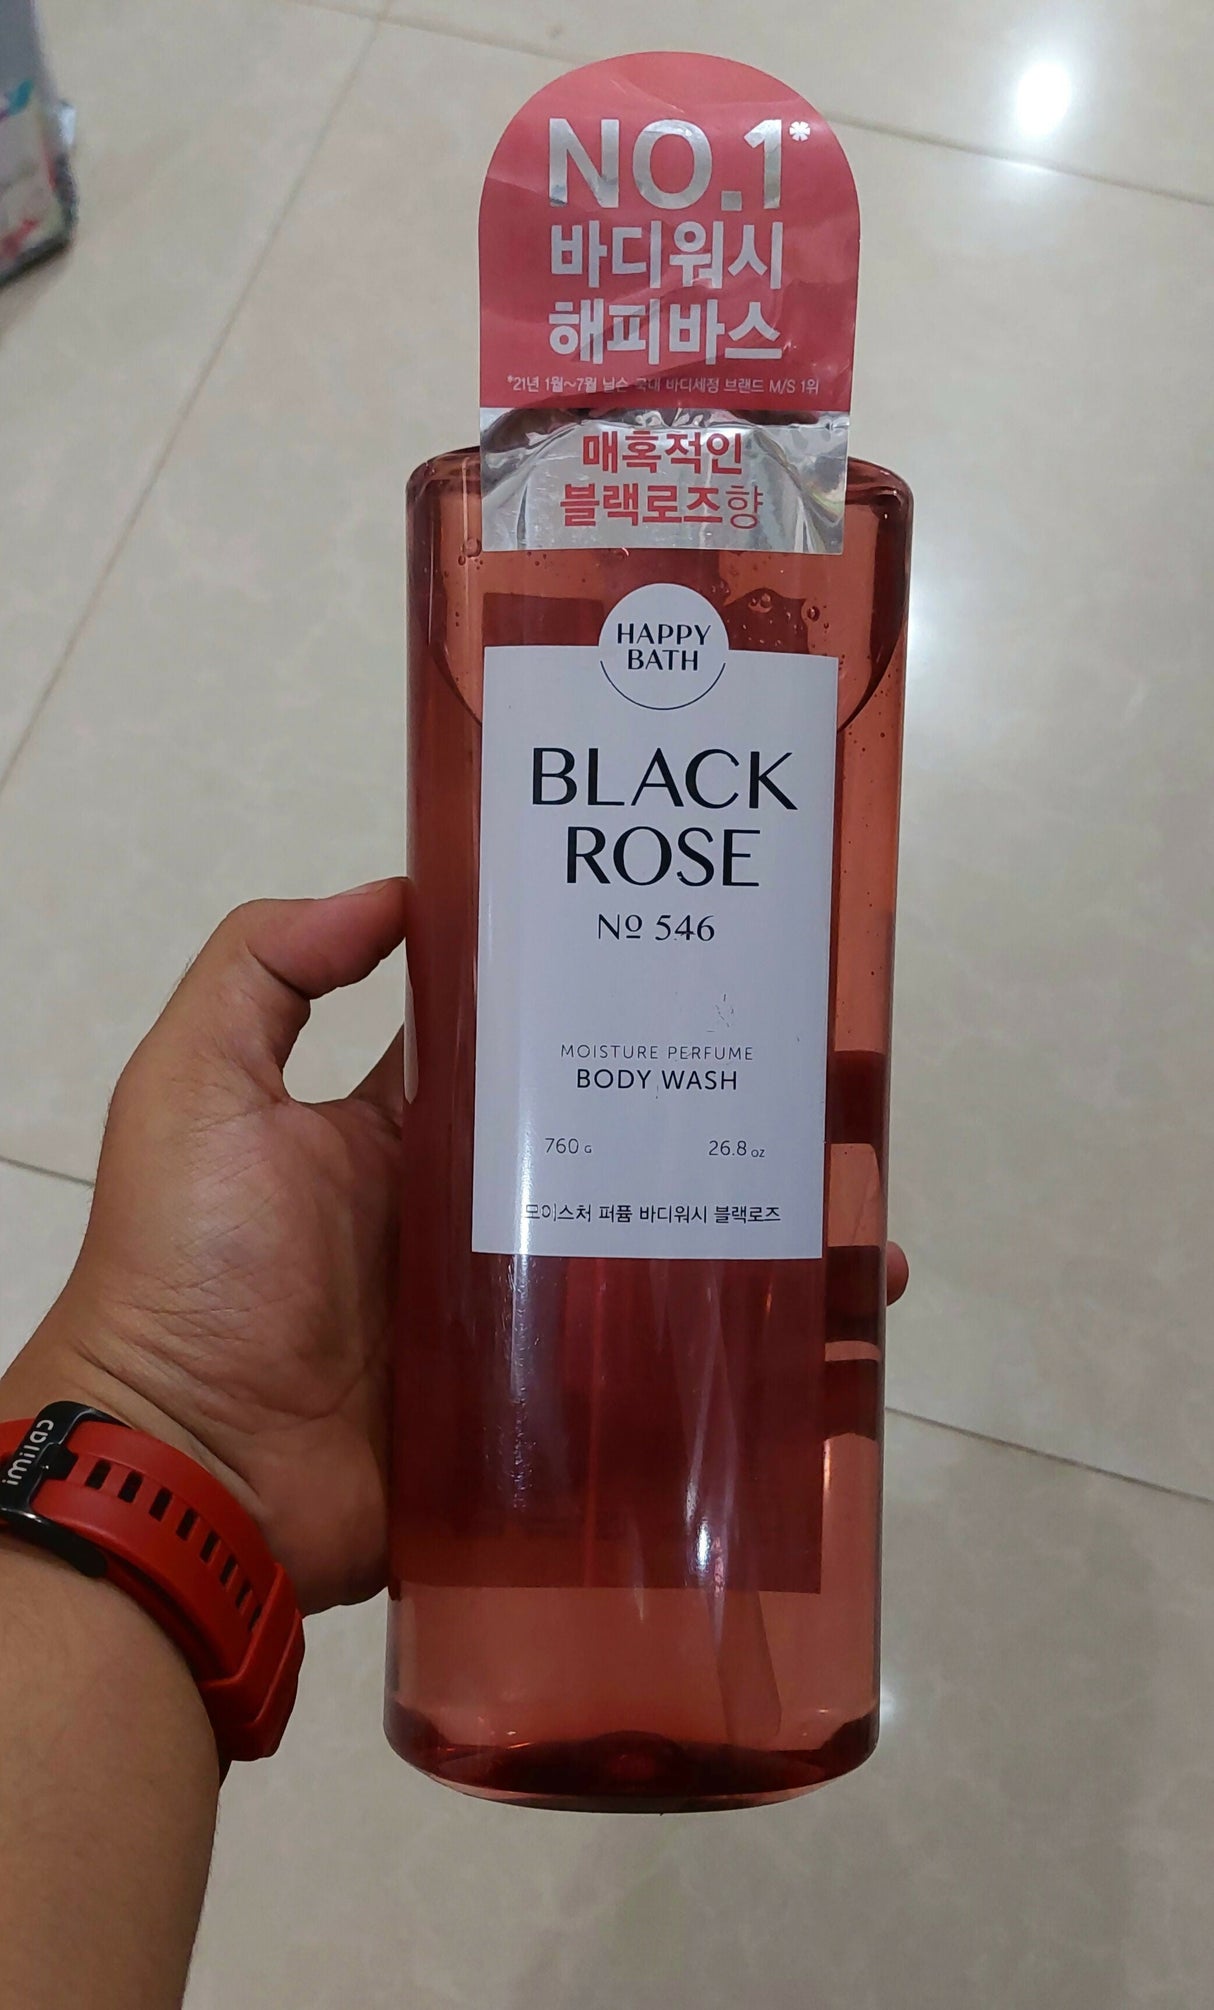 NO.1*
바디워시
해피바스
*21년 1월~7월 닐슨 국내 바디세정 브랜드 M/S 1위
매혹적인
블랙로즈향
HAPPY
BATH
BLACK
ROSE
Nº 546
MOISTURE PERFUME
BODY WASH
760 G 26.8 oz
모이스처 퍼퓸 바디워시 블랙로즈
imilab